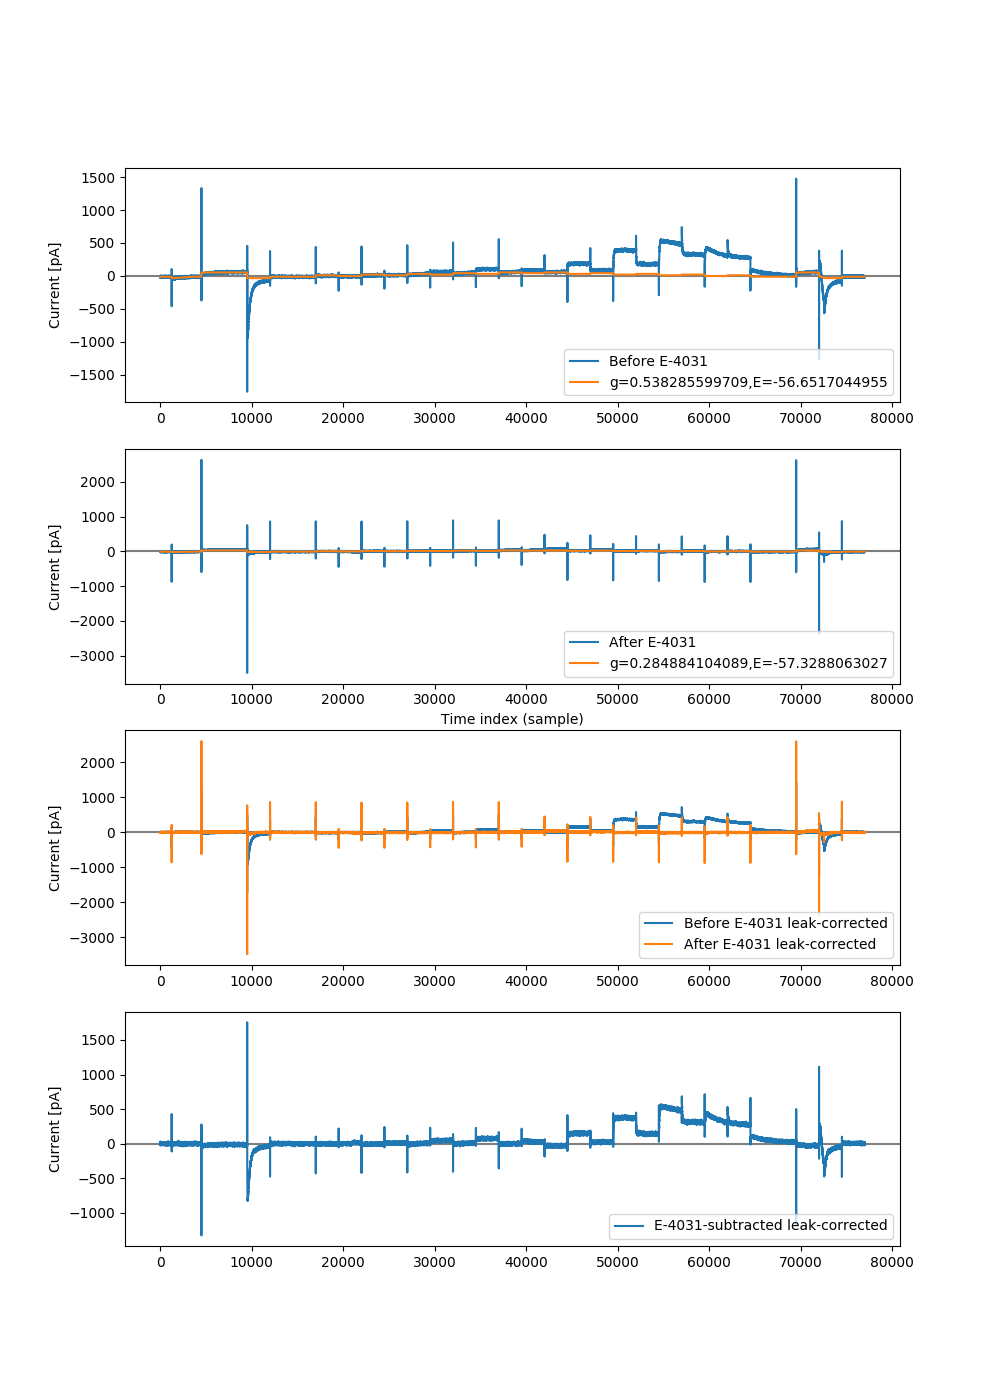 1500
1000
500
0
−500
−1000
−1500
Current [pA]
Before E-4031
g=0.538285599709,E=-56.6517044955
0 10000 20000 30000 40000 50000 60000 70000 80000
2000
1000
0
−1000
−2000
−3000
Current [pA]
After E-4031
g=0.284884104089,E=-57.3288063027
0 10000 20000 30000 40000 50000 60000 70000 80000
Time index (sample)
2000
1000
0
−1000
−2000
−3000
Current [pA]
Before E-4031 leak-corrected
After E-4031 leak-corrected
0 10000 20000 30000 40000 50000 60000 70000 80000
1500
1000
500
0
−500
−1000
Current [pA]
E-4031-subtracted leak-corrected
0 10000 20000 30000 40000 50000 60000 70000 80000